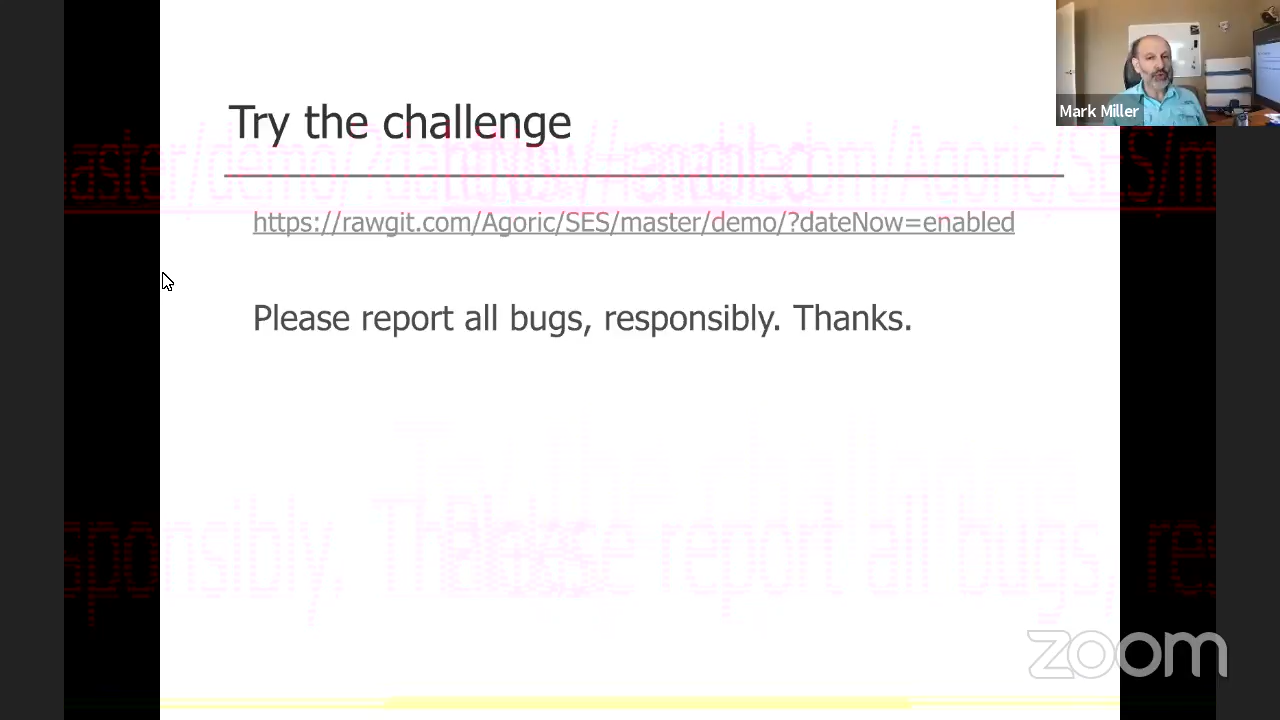 Try the challenge
https://rawgit.com/Agoric/SES/master/demo/?dateNow=enabled
Please report all bugs, responsibly. Thanks.
Mark Miller
zoom